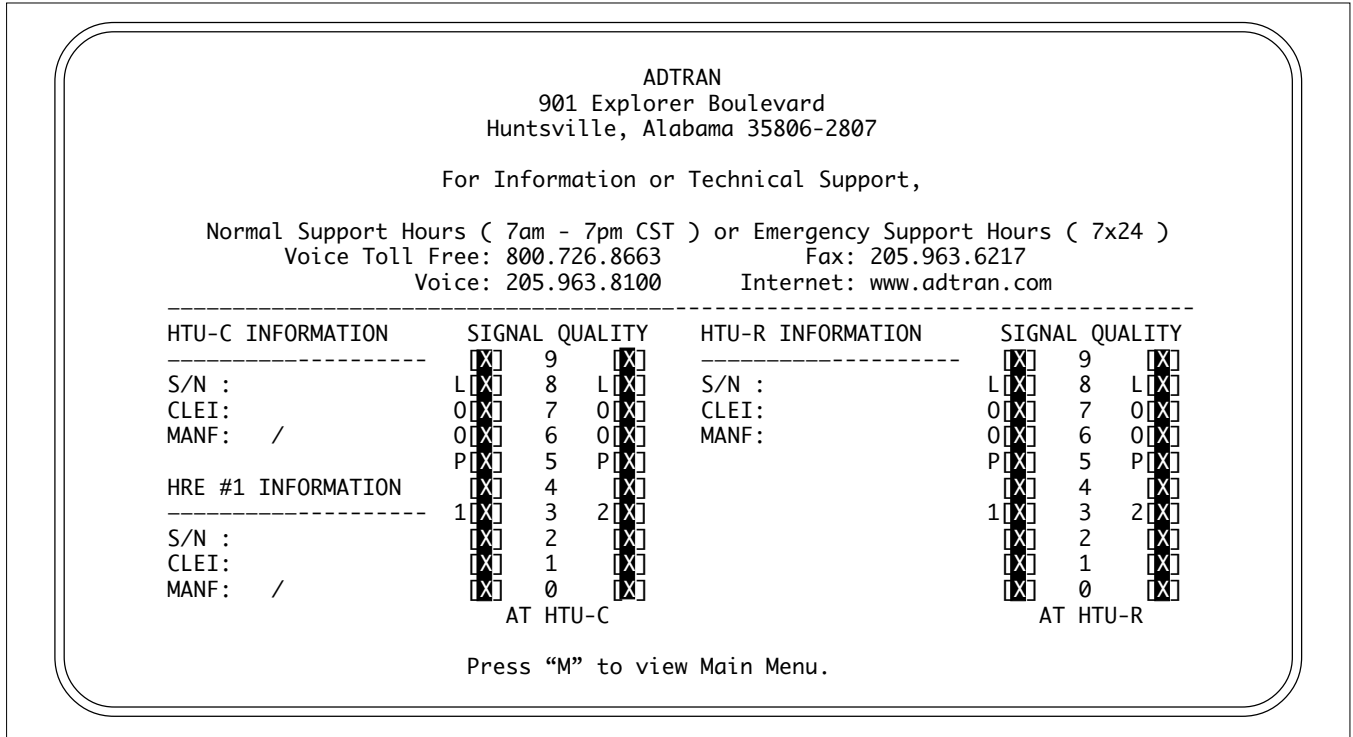 ADTRAN
901 Explorer Boulevard
Huntsville, Alabama 35806-2807
For Information or Technical Support,
Normal Support Hours ( 7am - 7pm CST ) or Emergency Support Hours ( 7x24 )
Voice Toll Free: 800.726.8663 Fax: 205.963.6217
Voice: 205.963.8100 Internet: www.adtran.com
--------------------------------------------------------------------------------
HTU-C INFORMATION SIGNAL QUALITY HTU-R INFORMATION SIGNAL QUALITY
-------------------- [X] 9 [X] -------------------- [X] 9 [X]
S/N : L[X] 8 L[X] S/N : L[X] 8 L[X]
CLEI: O[X] 7 O[X] CLEI: O[X] 7 O[X]
MANF: / O[X] 6 O[X] MANF: O[X] 6 O[X]
P[X] 5 P[X] P[X] 5 P[X]
HRE #1 INFORMATION [X] 4 [X] [X] 4 [X]
-------------------- 1[X] 3 2[X] 1[X] 3 2[X]
S/N : [X] 2 [X] [X] 2 [X]
CLEI: [X] 1 [X] [X] 1 [X]
MANF: / [X] 0 [X] [X] 0 [X]
AT HTU-C AT HTU-R
Press “M” to view Main Menu.